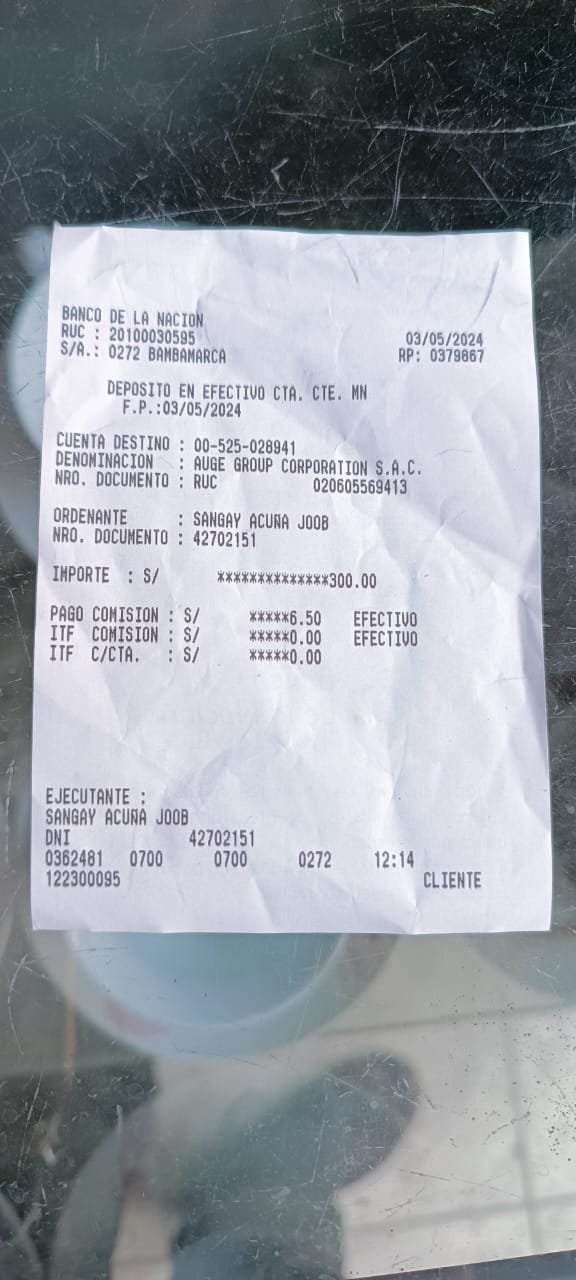 BANCO DE LA NACION
RUC : 20100030595 03/05/2024
S/A.: 0272 BAMBAMARCA RP: 0379867
DEPOSITO EN EFECTIVO CTA. CTE. MN
F.P.:03/05/2024
CUENTA DESTINO : 00-525-028941
DENOMINACION : AUGE GROUP CORPORATION S.A.C.
NRO. DOCUMENTO : RUC 020605569413
ORDENANTE : SANGAY ACUÑA JOOB
NRO. DOCUMENTO : 42702151
IMPORTE : S/ **************300.00
PAGO COMISION : S/ *****6.50 EFECTIVO
ITF COMISION : S/ *****0.00 EFECTIVO
ITF C/CTA. : S/ *****0.00
EJECUTANTE :
SANGAY ACUÑA JOOB
DNI 42702151
0362481 0700 0700 0272 12:14
122300095 CLIENTE